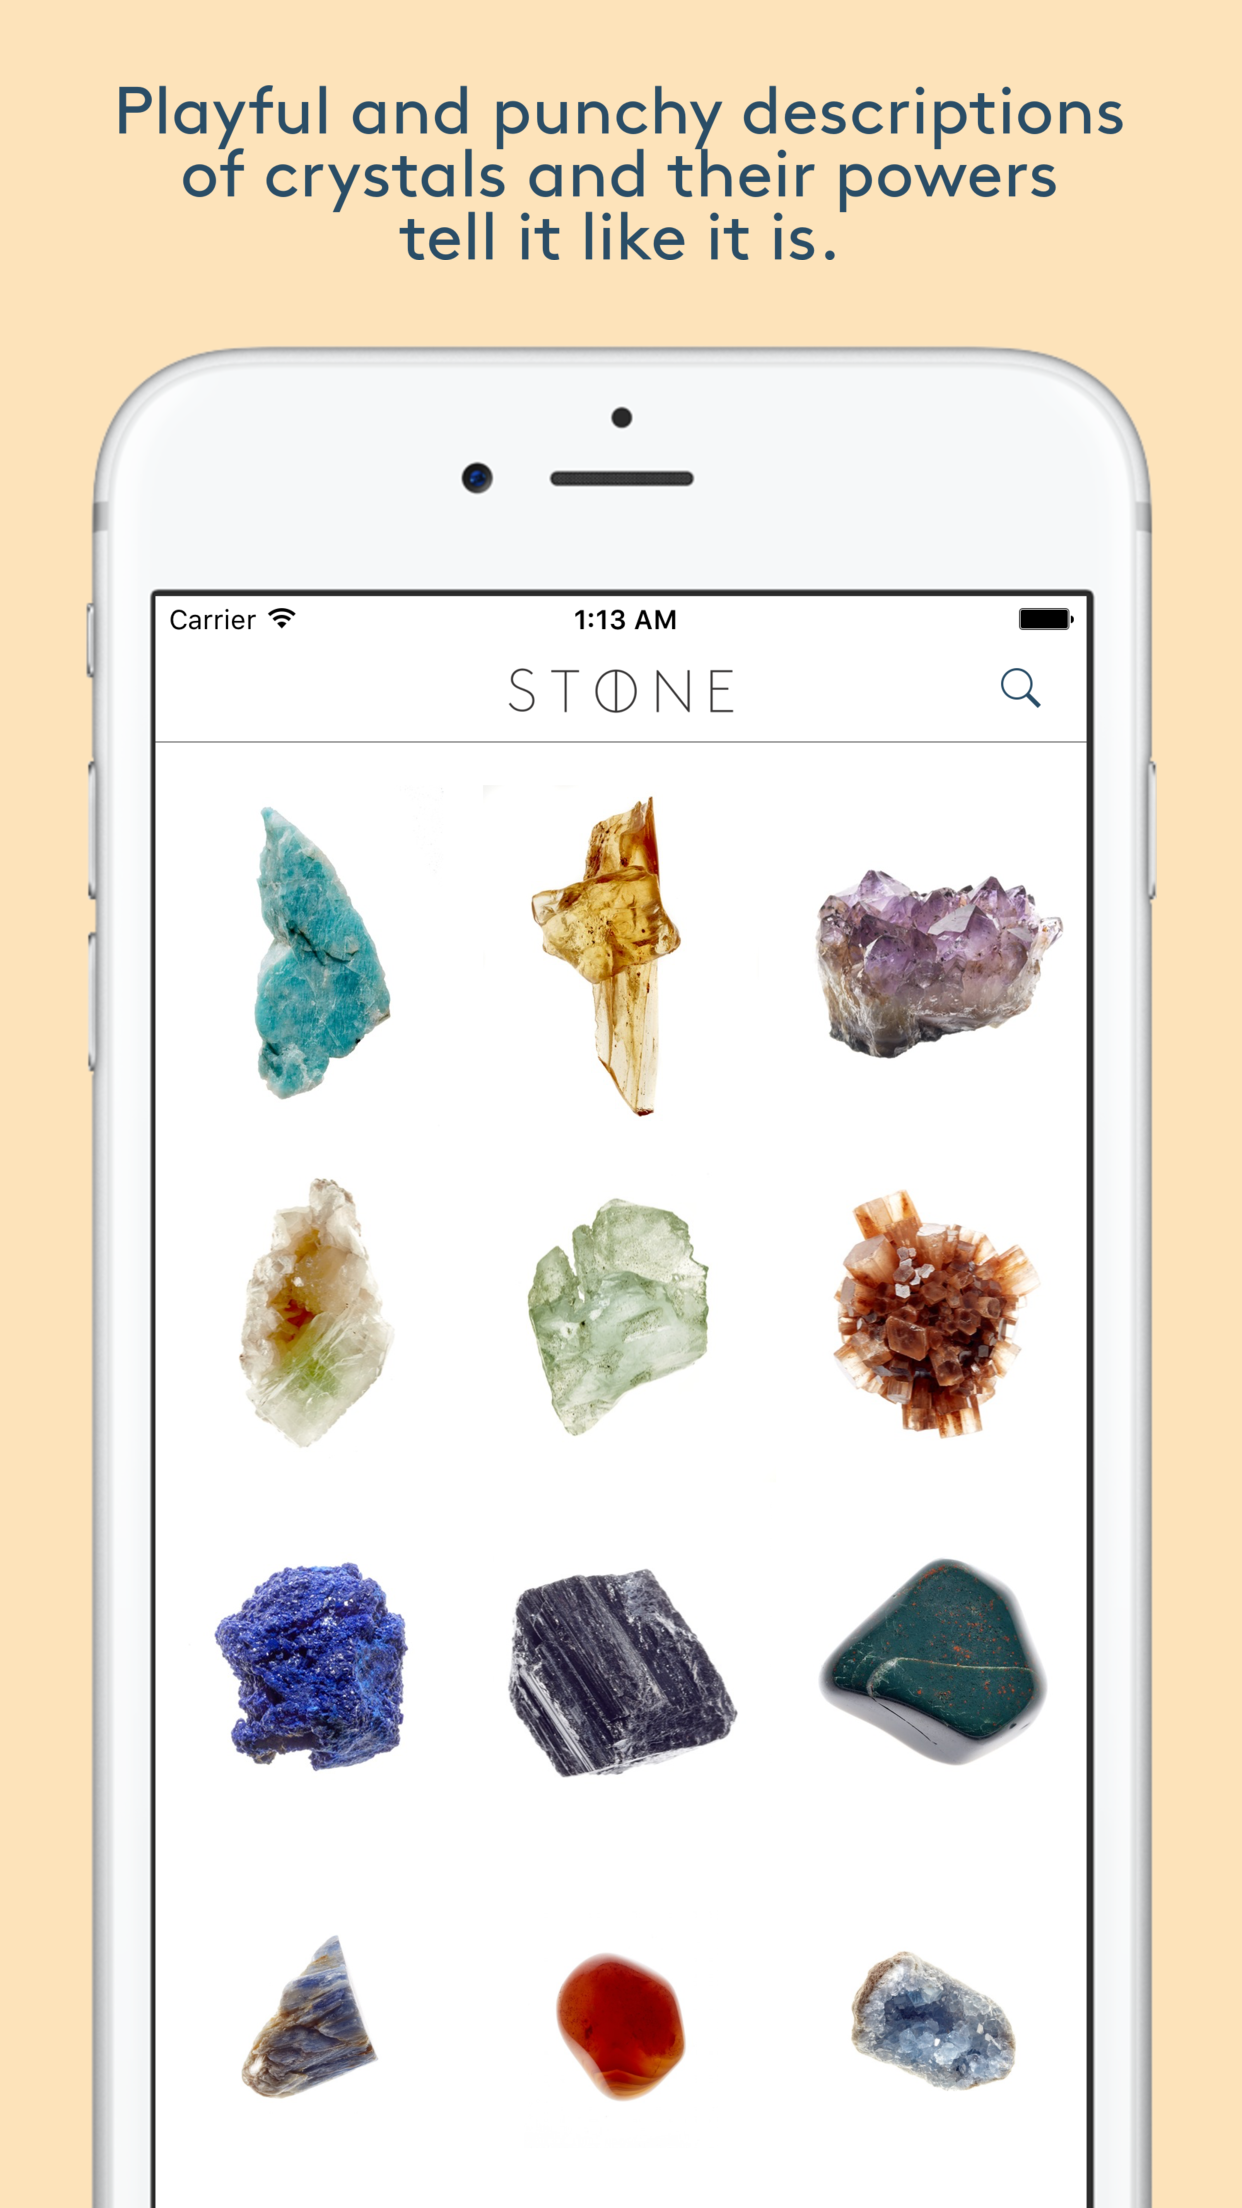 Playful and punchy descriptions
of crystals and their powers
tell it like it is.
Carrier 1:13 AM
STONE